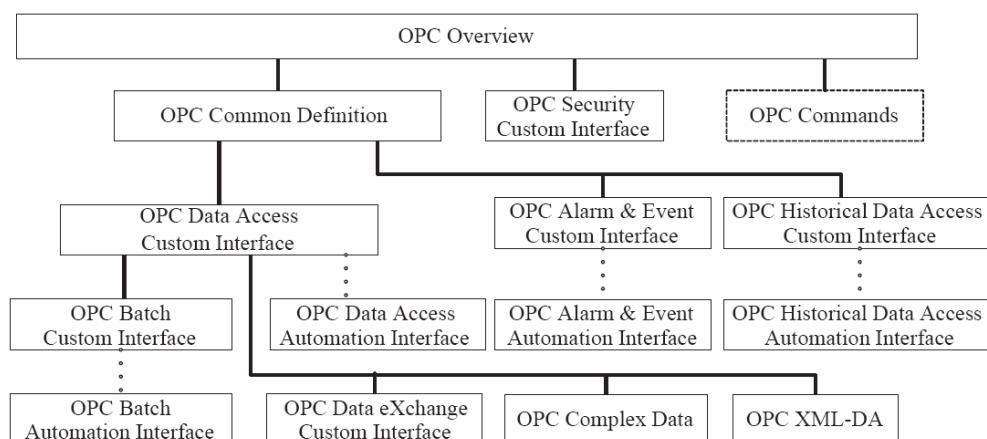 OPC Overview
OPC Common Definition
OPC Security
Custom Interface
OPC Commands
OPC Data Access
Custom Interface
OPC Alarm & Event
Custom Interface
OPC Historical Data Access
Custom Interface
OPC Batch
Custom Interface
OPC Data Access
Automation Interface
OPC Alarm & Event
Automation Interface
OPC Historical Data Access
Automation Interface
OPC Batch
Automation Interface
OPC Data eXchange
Custom Interface
OPC Complex Data
OPC XML-DA